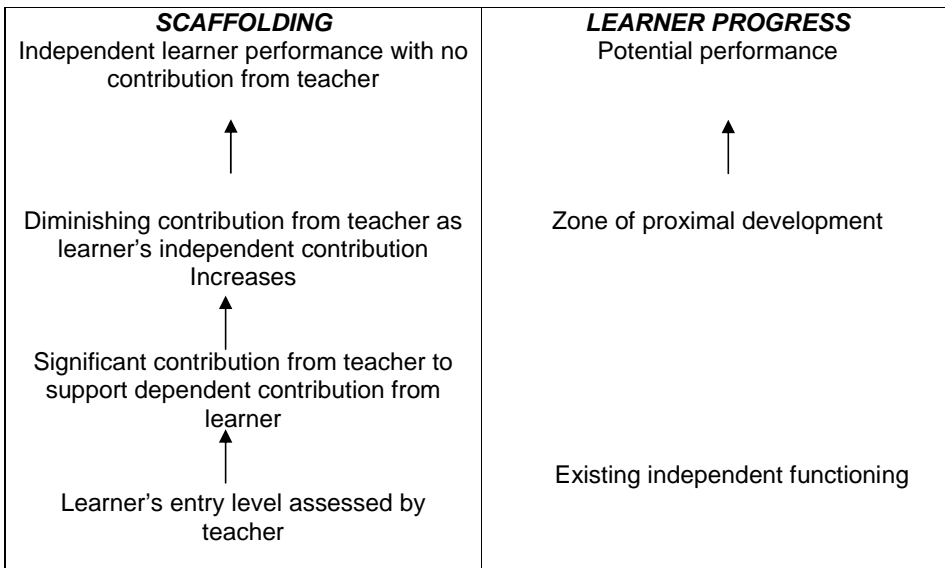 SCAFFOLDING
Independent learner performance with no
contribution from teacher
Diminishing contribution from teacher as
learner’s independent contribution
Increases
Significant contribution from teacher to
support dependent contribution from
learner
Learner’s entry level assessed by
teacher
LEARNER PROGRESS
Potential performance
Zone of proximal development
Existing independent functioning